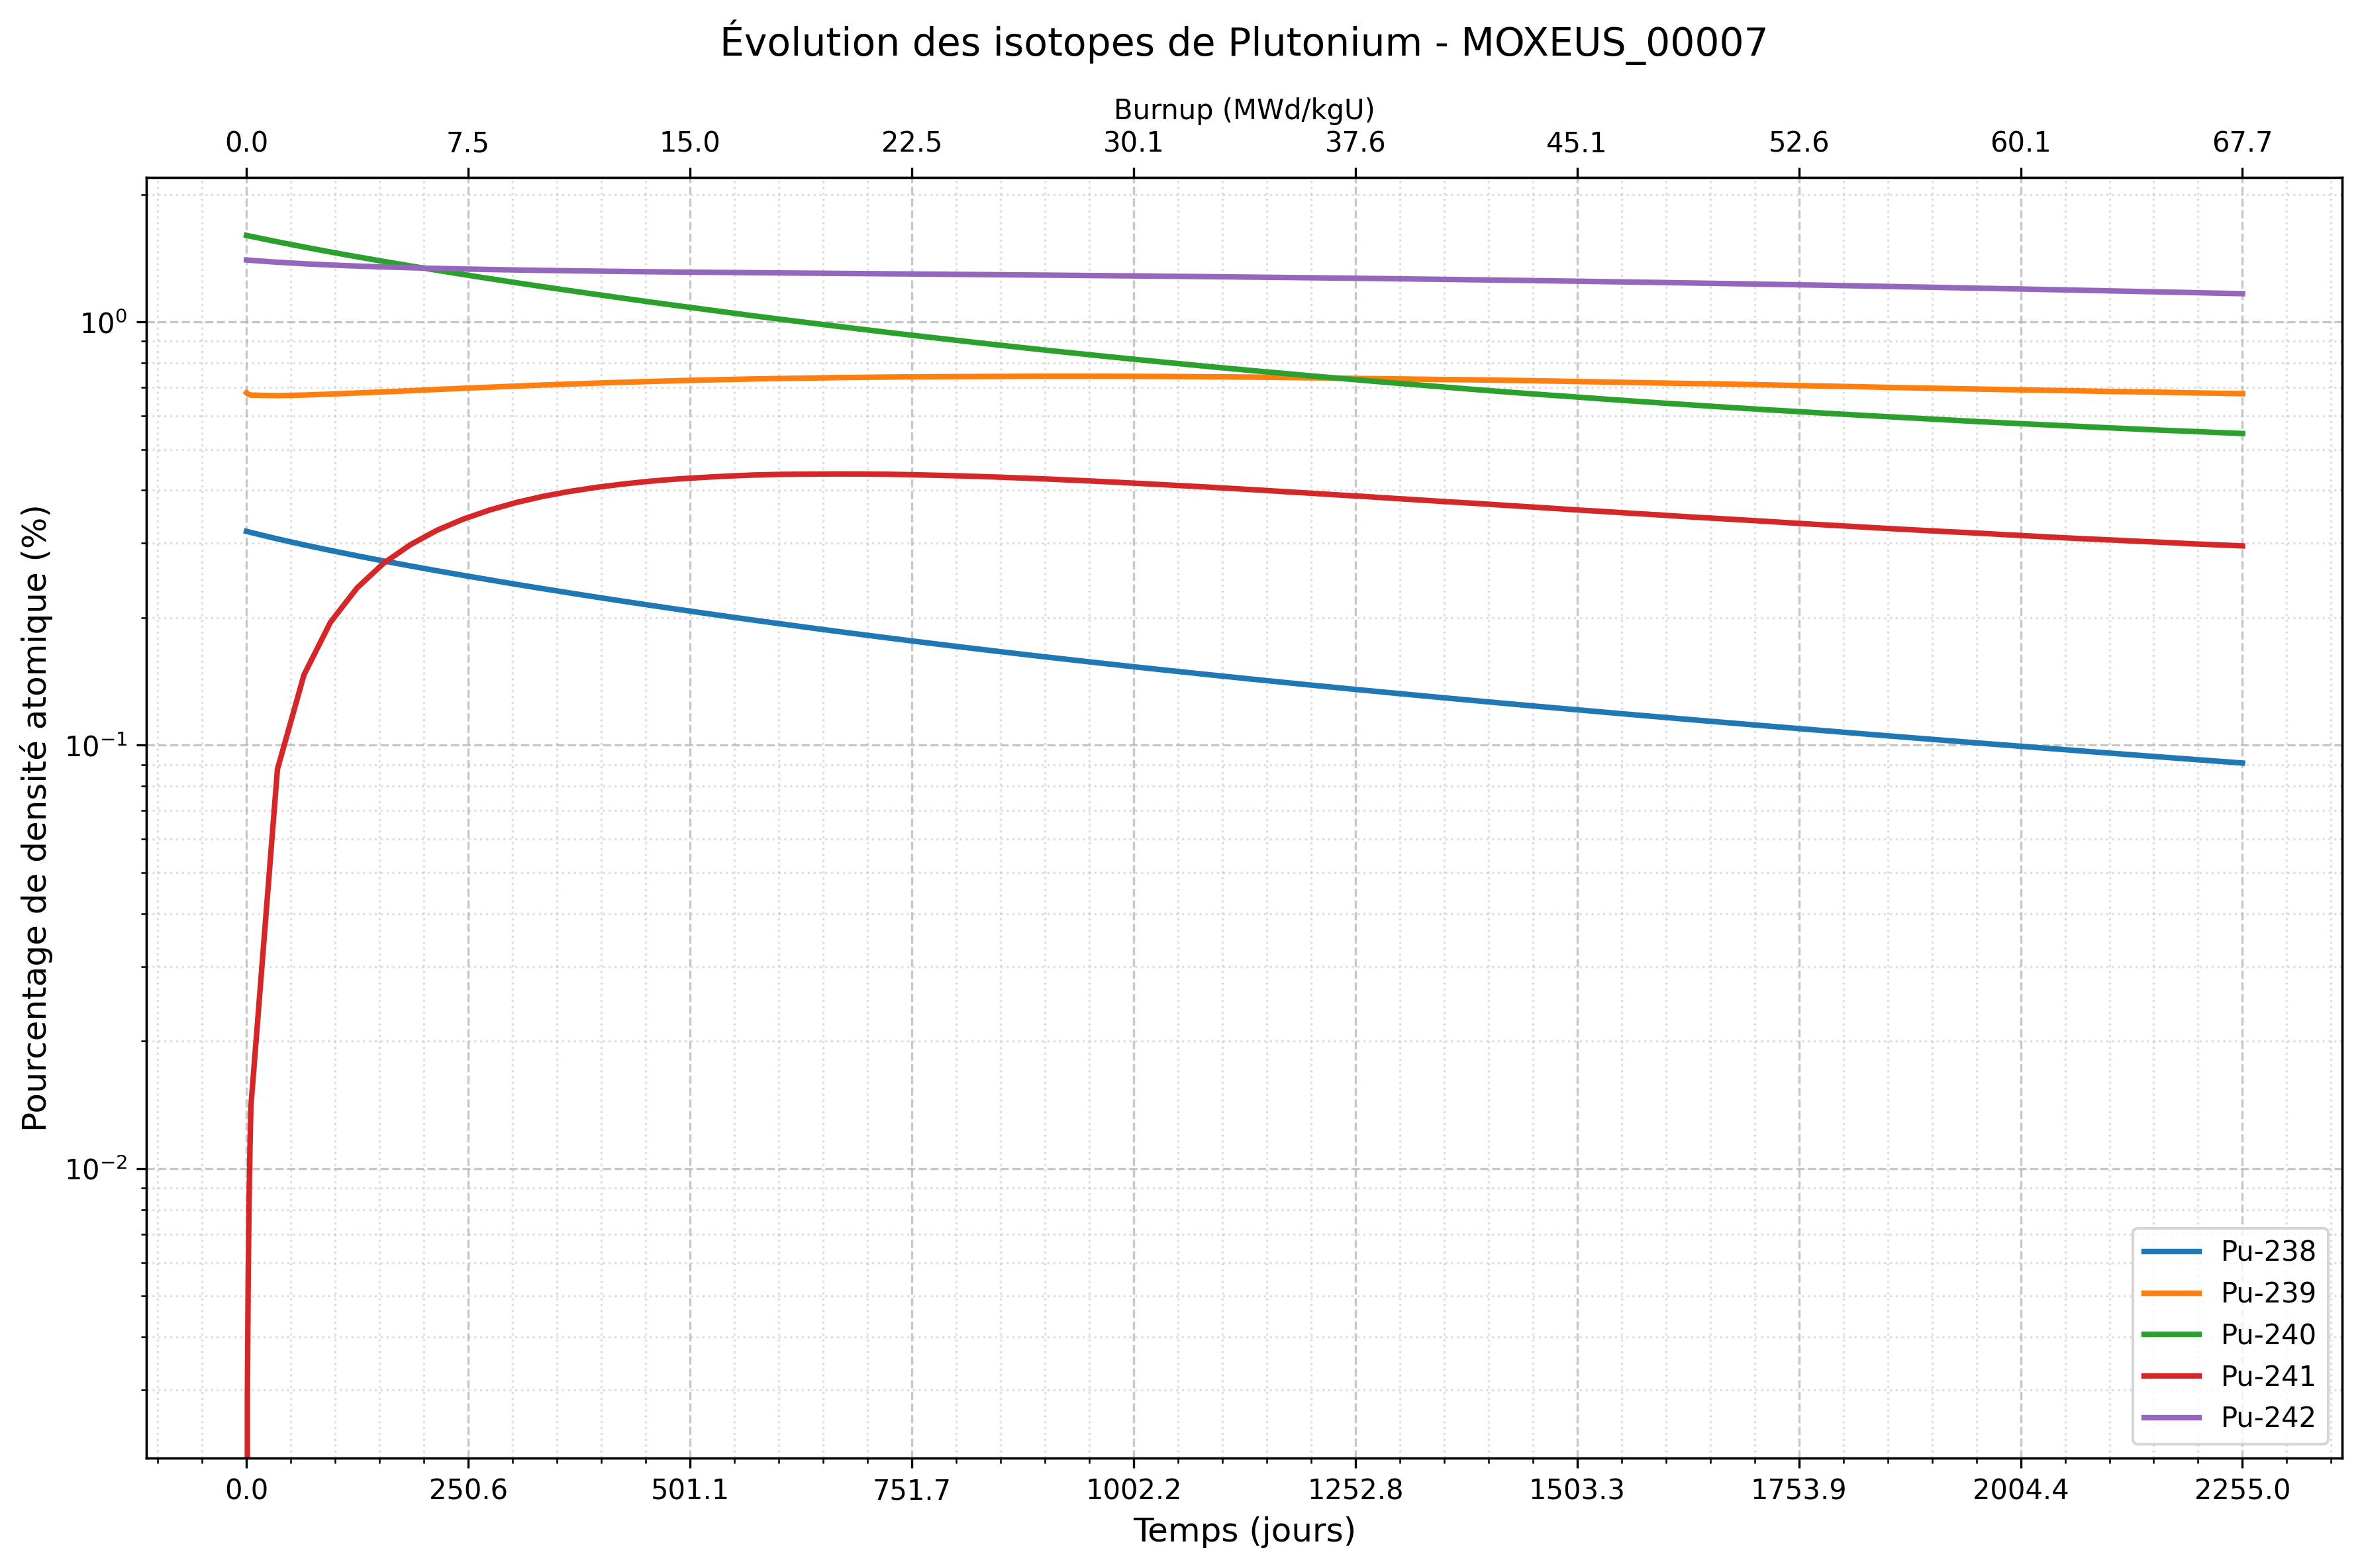 Évolution des isotopes de Plutonium - MOXEUS_00007
Burnup (MWd/kgU)
0.0 7.5 15.0 22.5 30.1 37.6 45.1 52.6 60.1 67.7
Pourcentage de densité atomique (%)
10⁰
10⁻¹
10⁻²
Pu-238
Pu-239
Pu-240
Pu-241
Pu-242
0.0 250.6 501.1 751.7 1002.2 1252.8 1503.3 1753.9 2004.4 2255.0
Temps (jours)